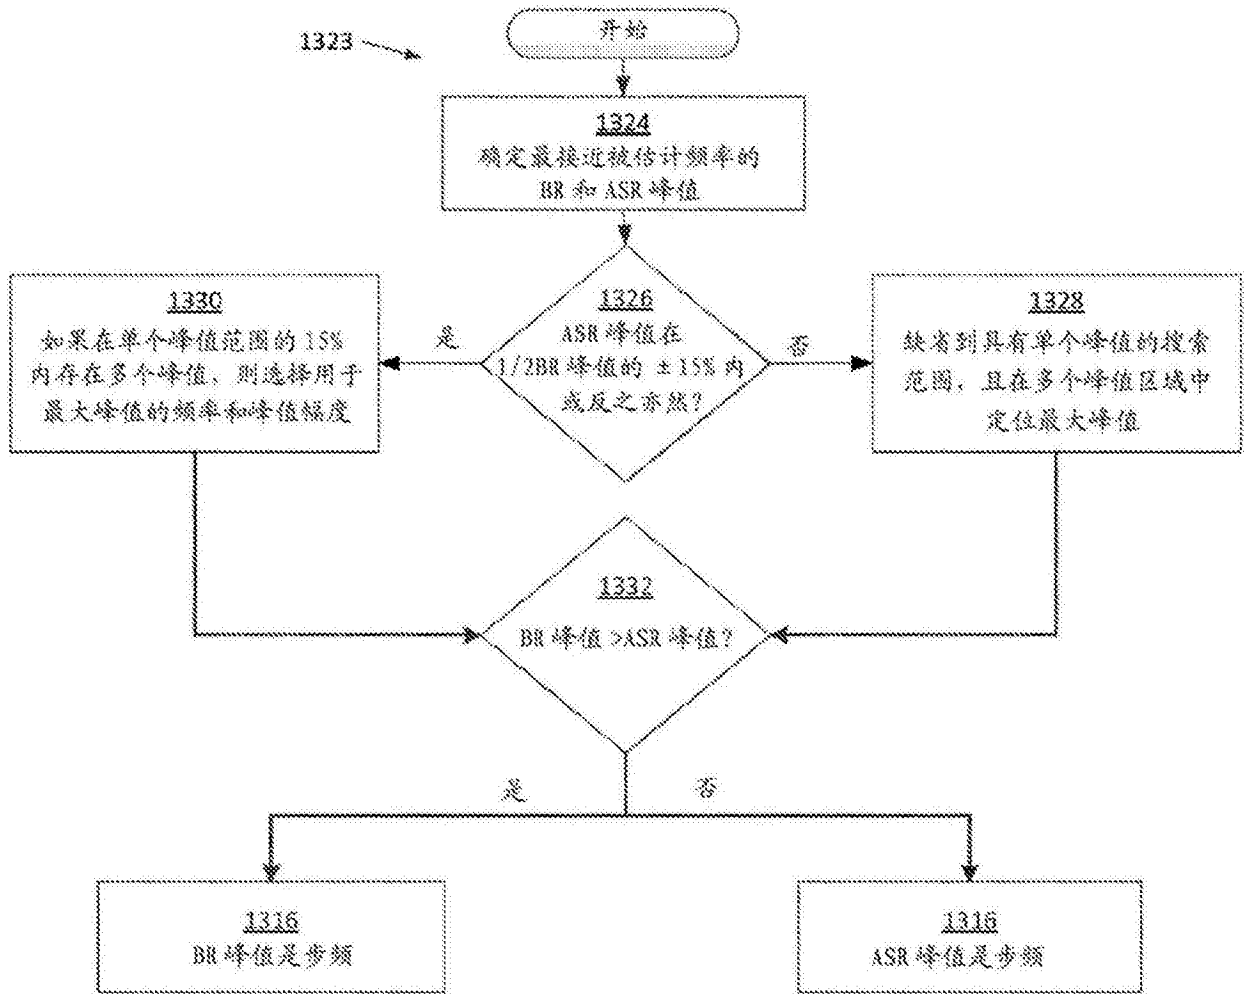 开始
1323
1324
确定最接近被估计频率的
BR 和 ASR 峰值
1330
如果在单个峰值范围的 15%
内存在多个峰值，则选择用于
最大峰值的频率和峰值幅度
是
1326
ASR 峰值在
1/2BR 峰值的 ±15% 内
或反之亦然?
否
1328
缺省到具有单个峰值的搜索
范围，且在多个峰值区域中
定位最大峰值
1332
BR 峰值 >ASR 峰值?
是
否
1316
BR 峰值是步频
1316
ASR 峰值是步频